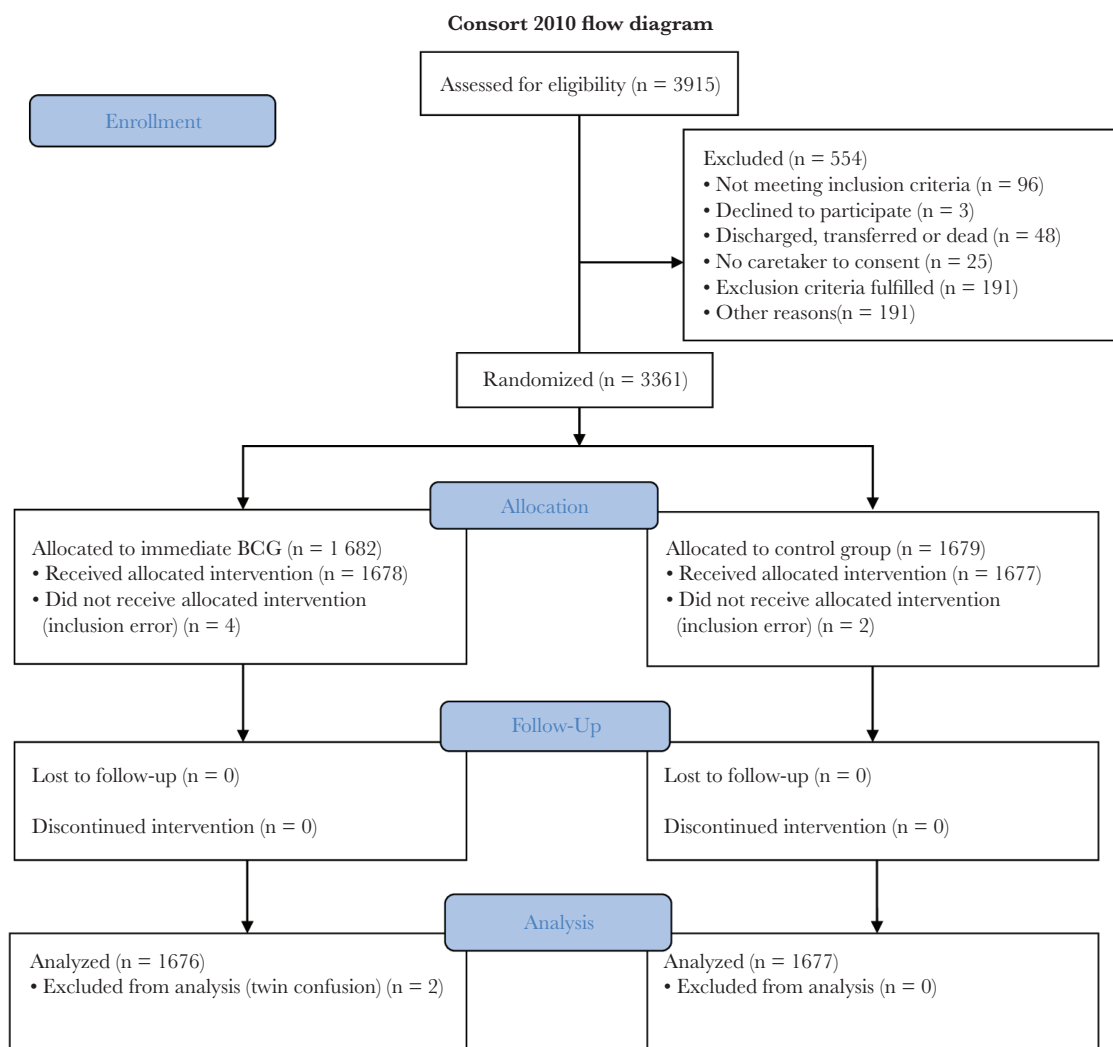 Consort 2010 flow diagram
Assessed for eligibility (n = 3915)
Enrollment
Excluded (n = 554)
• Not meeting inclusion criteria (n = 96)
• Declined to participate (n = 3)
• Discharged, transferred or dead (n = 48)
• No caretaker to consent (n = 25)
• Exclusion criteria fulfilled (n = 191)
• Other reasons(n = 191)
Randomized (n = 3361)
Allocation
Allocated to immediate BCG (n = 1 682)
• Received allocated intervention (n = 1678)
• Did not receive allocated intervention
(inclusion error) (n = 4)
Allocated to control group (n = 1679)
• Received allocated intervention (n = 1677)
• Did not receive allocated intervention
(inclusion error) (n = 2)
Follow-Up
Lost to follow-up (n = 0)
Discontinued intervention (n = 0)
Lost to follow-up (n = 0)
Discontinued intervention (n = 0)
Analysis
Analyzed (n = 1676)
• Excluded from analysis (twin confusion) (n = 2)
Analyzed (n = 1677)
• Excluded from analysis (n = 0)